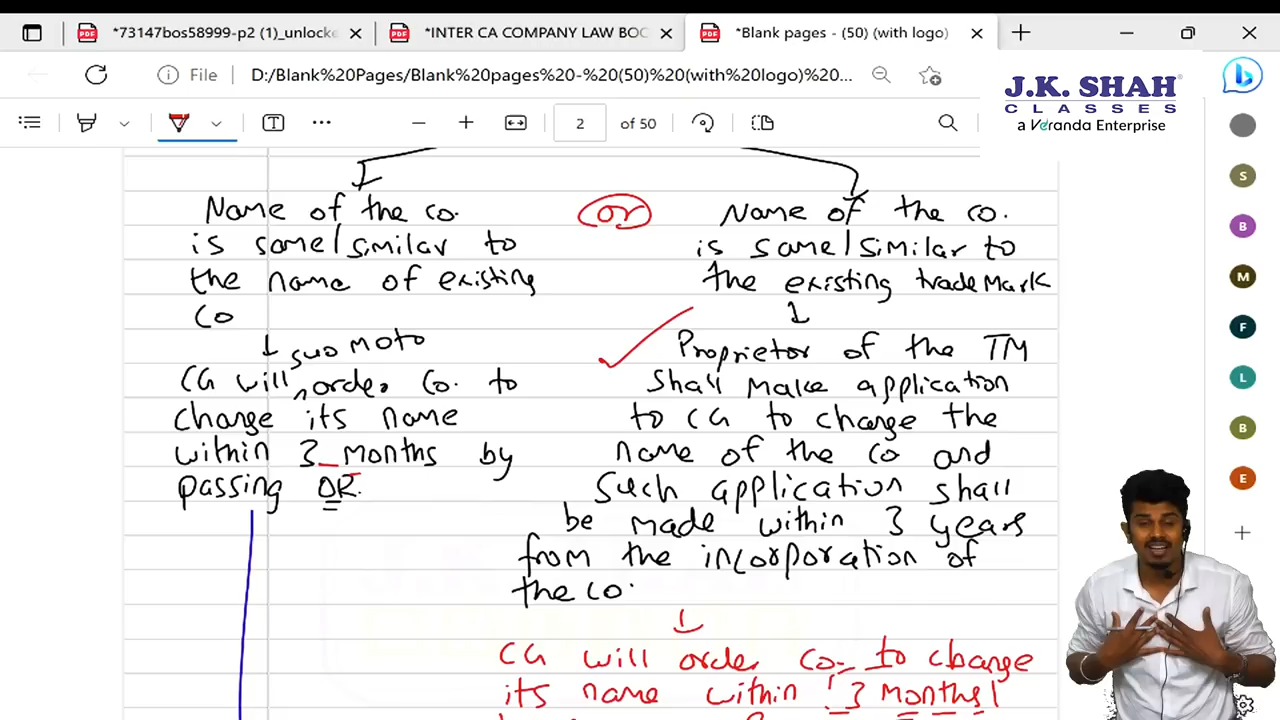 *73147bos58999-p2 (1)_unlocke
*INTER CA COMPANY LAW BOC
*Blank pages - (50) (with logo)
File
D:/Blank%20Pages/Blank%20pages%20-%20(50)%20(with%20logo)%20...
J.K. SHAH
CLASSES
a Veranda Enterprise
2 of 50
Name of the co.
is same/similar to
the name of existing
co
suo moto
CG will order co. to
change its name
within 3 months by
passing OR.
or
Name of the co.
is same/similar to
the existing tradeMark
Proprietor of the TM
shall make application
to CG to change the
name of the co and
Such application shall
be made within 3 years
from the incorporation of
the co.
CG will order co. to change
its name within 3 months
S
B
M
F
L
B
E